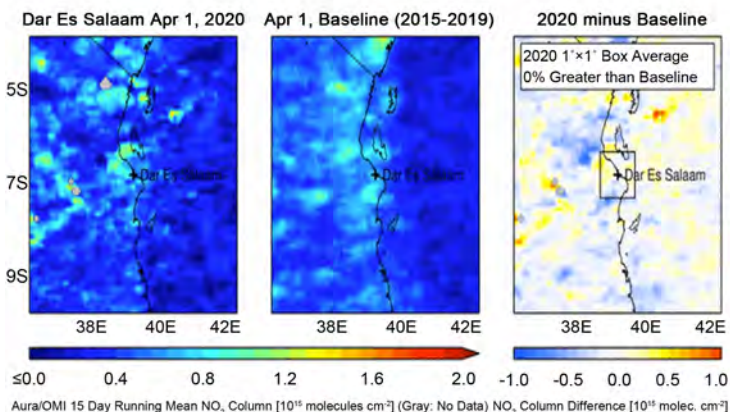 Dar Es Salaam Apr 1, 2020
Apr 1, Baseline (2015-2019)
2020 minus Baseline
2020 1°×1° Box Average
0% Greater than Baseline
5S
7S
9S
Dar Es Salaam
Dar Es Salaam
Dar Es Salaam
38E 40E 42E
38E 40E 42E
38E 40E 42E
≤0.0 0.4 0.8 1.2 1.6 2.0
-1.0 -0.5 0.0 0.5 1.0
Aura/OMI 15 Day Running Mean NO₂ Column [10¹⁵ molecules cm⁻²] (Gray: No Data) NO₂ Column Difference [10¹⁵ molec. cm⁻²]